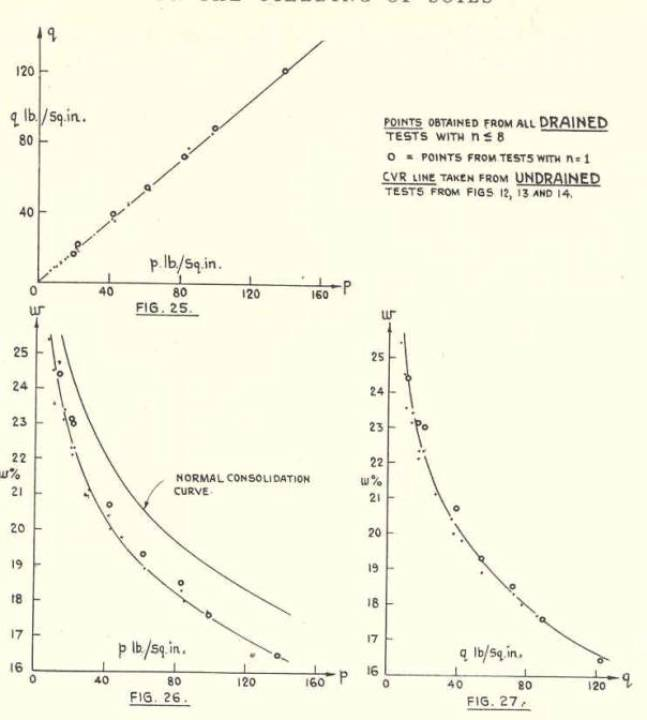 ON THE YIELDING OF SOILS
q
120
q lb./sq.in.
80
40
p.lb./sq.in.
0 40 80 120 160 p
FIG. 25.
POINTS OBTAINED FROM ALL DRAINED
TESTS WITH n ≤ 8
O = POINTS FROM TESTS WITH n=1
CVR LINE TAKEN FROM UNDRAINED
TESTS FROM FIGS 12, 13 AND 14.
w
25
24
23
22
w%
21
20
19
18
17
16
NORMAL CONSOLIDATION
CURVE.
p lb./sq.in.
0 40 80 120 160 p
FIG. 26.
w
25
24
23
22
w%
21
20
19
18
17
16
q lb/sq.in.
0 40 80 120 q
FIG. 27.